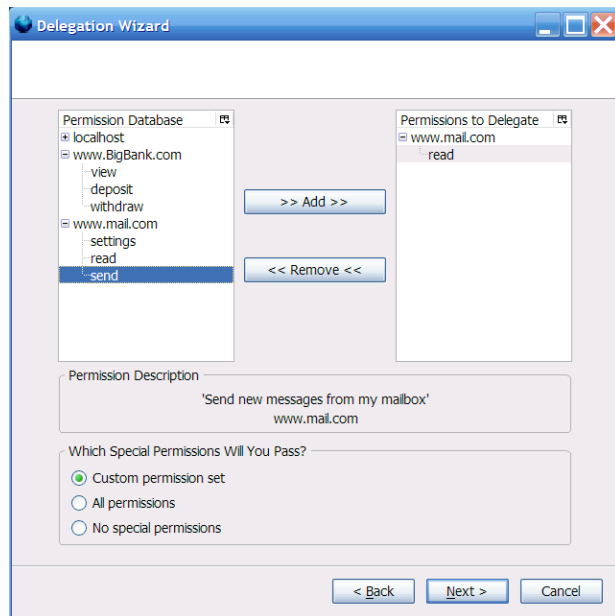 Delegation Wizard
Permission Database
localhost
www.BigBank.com
view
deposit
withdraw
www.mail.com
settings
read
send
>> Add >>
<< Remove <<
Permissions to Delegate
www.mail.com
read
Permission Description
'Send new messages from my mailbox'
www.mail.com
Which Special Permissions Will You Pass?
Custom permission set
All permissions
No special permissions
< Back
Next >
Cancel